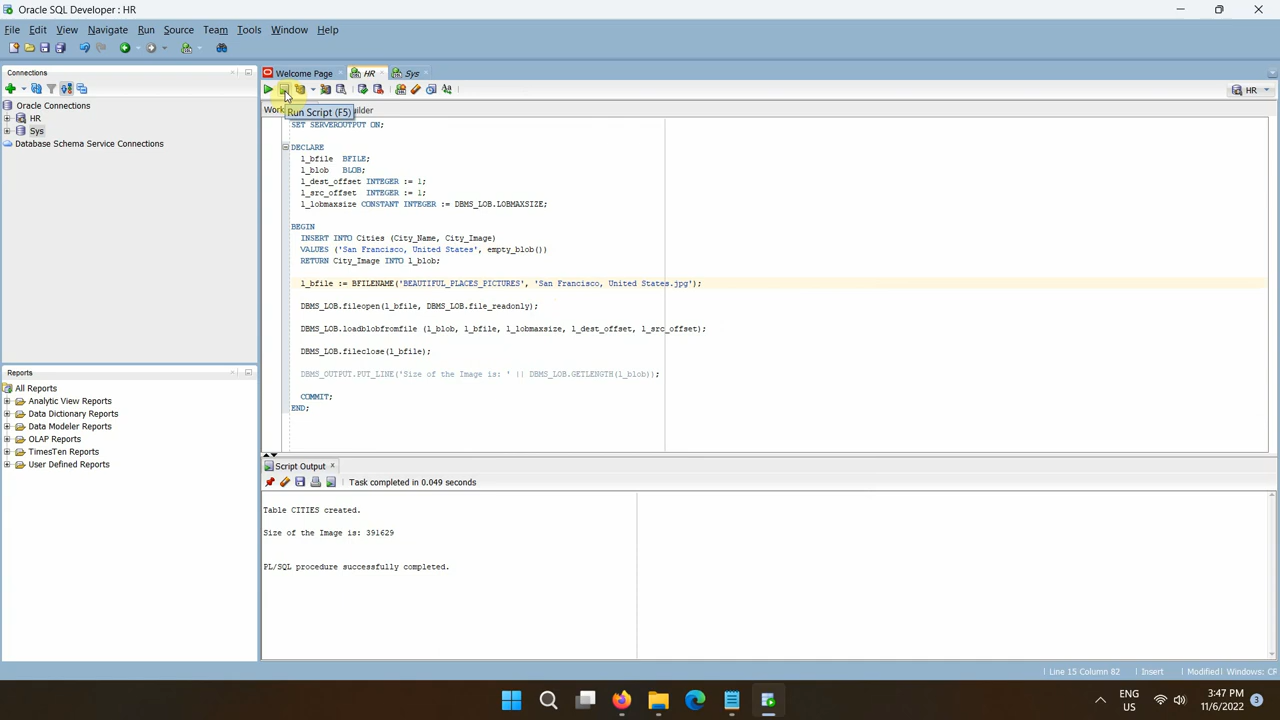 Oracle SQL Developer : HR
File Edit View Navigate Run Source Team Tools Window Help
Connections
Oracle Connections
HR
Sys
Database Schema Service Connections
Reports
All Reports
Analytic View Reports
Data Dictionary Reports
Data Modeler Reports
OLAP Reports
TimesTen Reports
User Defined Reports
Welcome Page HR Sys
HR
Run Script (F5)
SET SERVEROUTPUT ON;
DECLARE
l_bfile BFILE;
l_blob BLOB;
l_dest_offset INTEGER := 1;
l_src_offset INTEGER := 1;
l_lobmaxsize CONSTANT INTEGER := DBMS_LOB.LOBMAXSIZE;
BEGIN
INSERT INTO Cities (City_Name, City_Image)
VALUES ('San Francisco, United States', empty_blob())
RETURN City_Image INTO l_blob;
l_bfile := BFILENAME('BEAUTIFUL_PLACES_PICTURES', 'San Francisco, United States.jpg');
DBMS_LOB.fileopen(l_bfile, DBMS_LOB.file_readonly);
DBMS_LOB.loadblobfromfile (l_blob, l_bfile, l_lobmaxsize, l_dest_offset, l_src_offset);
DBMS_LOB.fileclose(l_bfile);
DBMS_OUTPUT.PUT_LINE('Size of the Image is: ' || DBMS_LOB.GETLENGTH(l_blob));
COMMIT;
END;
Script Output
Task completed in 0.049 seconds
Table CITIES created.
Size of the Image is: 391629
PL/SQL procedure successfully completed.
Line 15 Column 82 Insert Modified Windows: CF
ENG
US
3:47 PM
11/6/2022
3